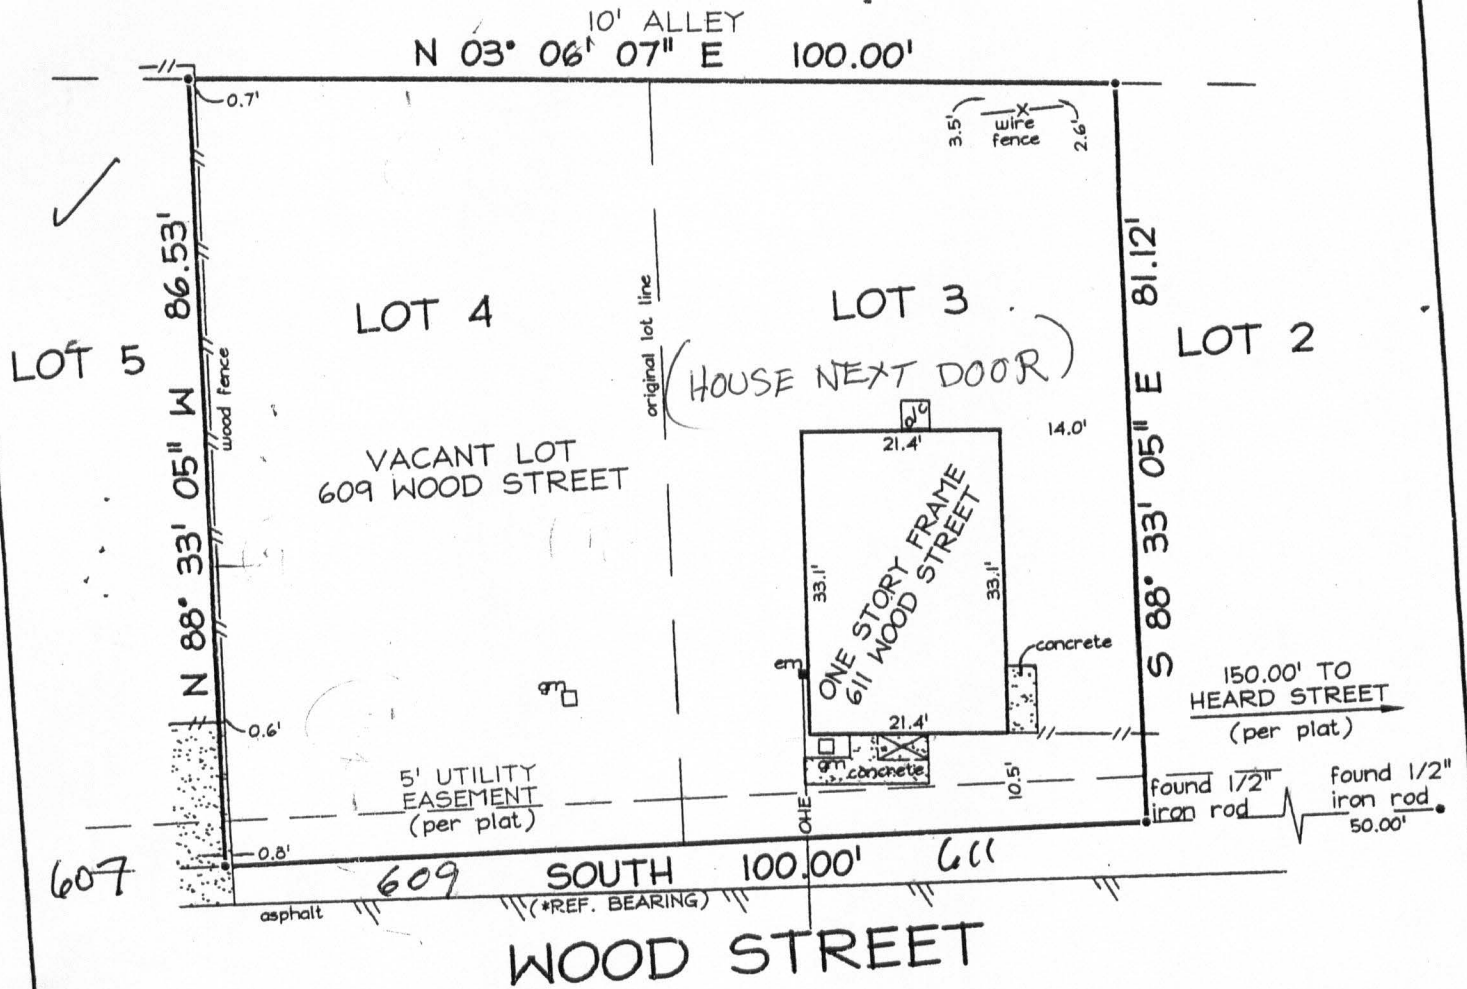 10' ALLEY
N 03° 06' 07" E 100.00'
0.7'
3.5'
wire
fence
2.6'
N 88° 33' 05" W 86.53'
wood fence
LOT 5
LOT 4
original lot line
LOT 3
(HOUSE NEXT DOOR)
LOT 2
S 88° 33' 05" E 81.12'
VACANT LOT
609 WOOD STREET
a/c
21.4'
14.0'
33.1'
ONE STORY FRAME
611 WOOD STREET
33.1'
em
gm
concrete
21.4'
gm
concrete
10.5'
OHE
150.00' TO
HEARD STREET
(per plat)
0.6'
5' UTILITY
EASEMENT
(per plat)
found 1/2"
iron rod
found 1/2"
iron rod
50.00'
0.8'
607
609
SOUTH 100.00'
611
(*REF. BEARING)
asphalt
WOOD STREET